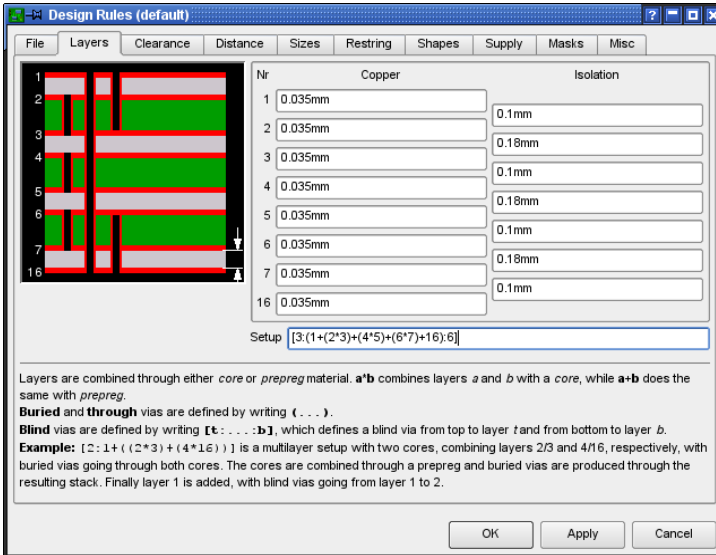 Design Rules (default)
File Layers Clearance Distance Sizes Restring Shapes Supply Masks Misc
Nr Copper Isolation
1
2
3
4
5
6
7
16
1 0.035mm
0.1mm
2 0.035mm
0.18mm
3 0.035mm
0.1mm
4 0.035mm
0.18mm
5 0.035mm
0.1mm
6 0.035mm
0.18mm
7 0.035mm
0.1mm
16 0.035mm
Setup [3:(1+(2*3)+(4*5)+(6*7)+16):6]
Layers are combined through either core or prepreg material. a*b combines layers a and b with a core, while a+b does the
same with prepreg.
Buried and through vias are defined by writing (...).
Blind vias are defined by writing [t:...:b], which defines a blind via from top to layer t and from bottom to layer b.
Example: [2:1+((2*3)+(4*16))] is a multilayer setup with two cores, combining layers 2/3 and 4/16, respectively, with
buried vias going through both cores. The cores are combined through a prepreg and buried vias are produced through the
resulting stack. Finally layer 1 is added, with blind vias going from layer 1 to 2.
OK Apply Cancel